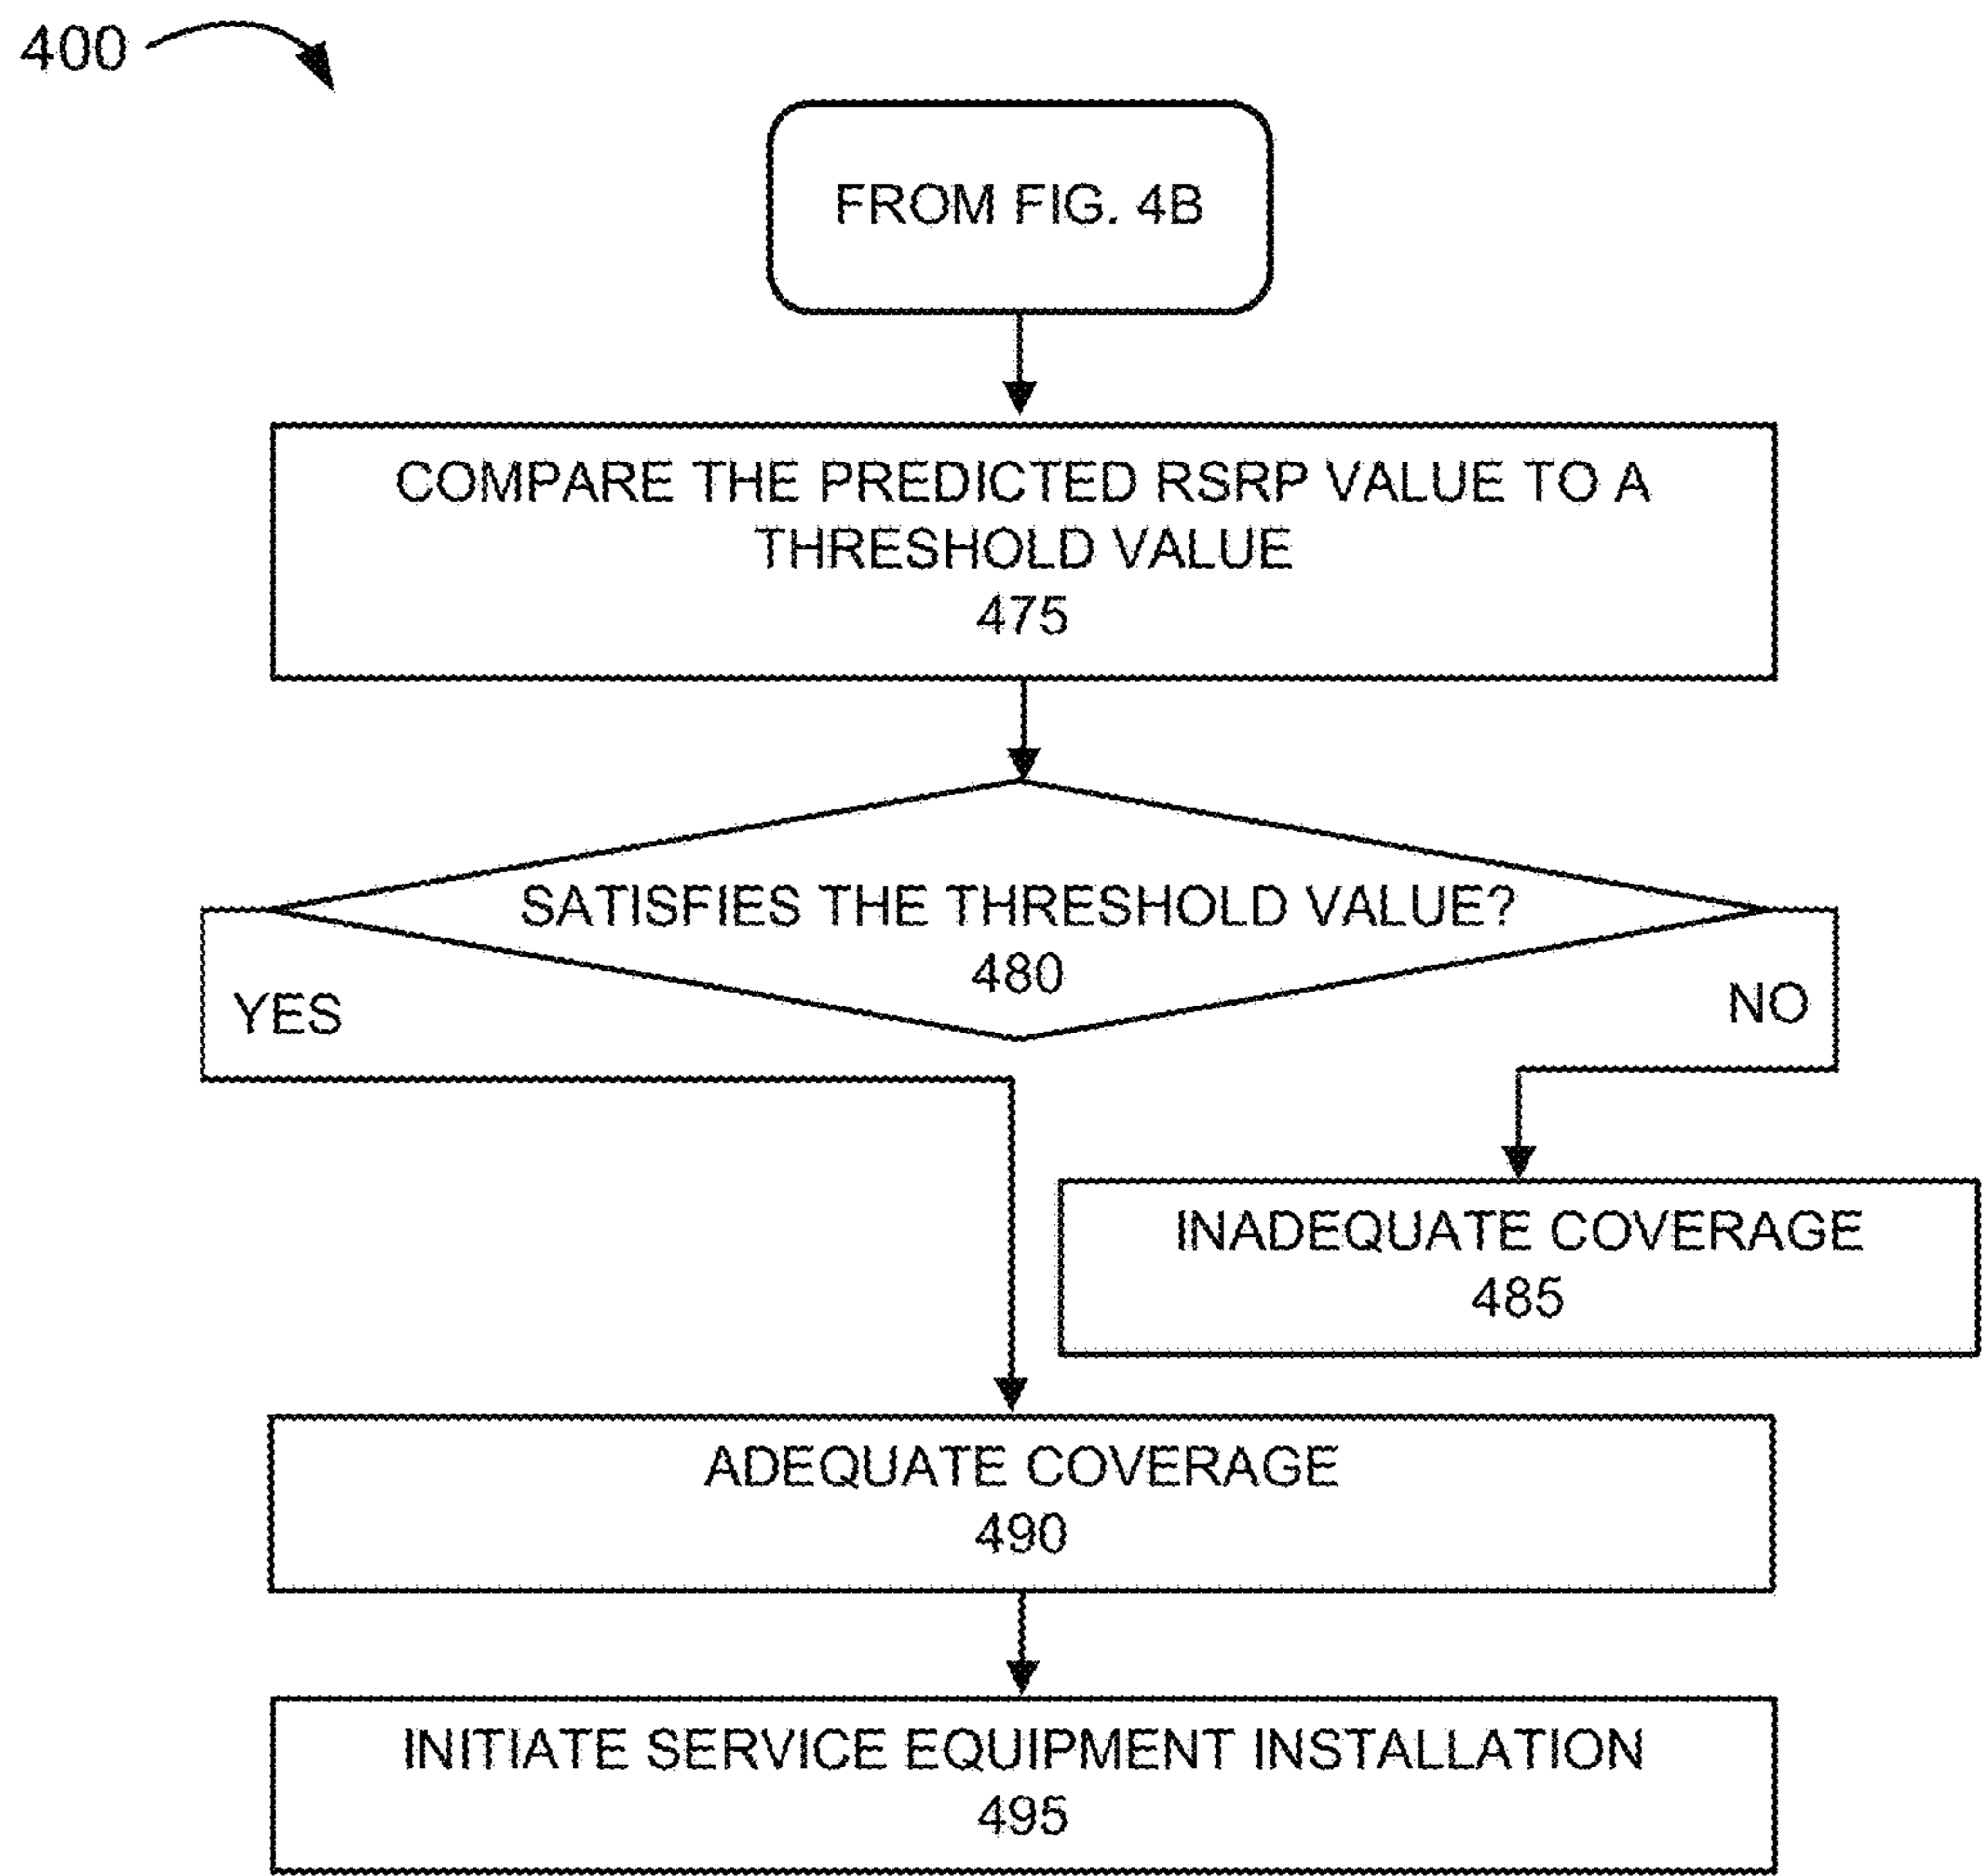 400
FROM FIG. 4B
COMPARE THE PREDICTED RSRP VALUE TO A
THRESHOLD VALUE
475
SATISFIES THE THRESHOLD VALUE?
480
YES
NO
INADEQUATE COVERAGE
485
ADEQUATE COVERAGE
490
INITIATE SERVICE EQUIPMENT INSTALLATION
495